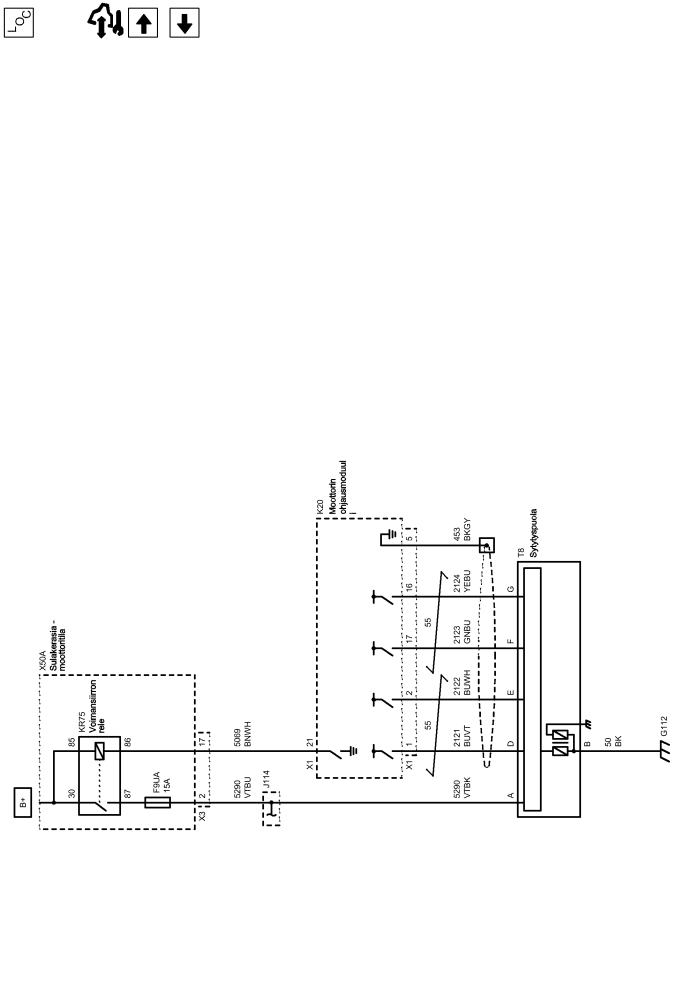 LOC
B+
X50A
Sulakerasia -
moottoritila
KR75
Voimansiirron
rele
30
85
87
86
F9UA
15A
X3
2
17
5290
VTBU
5069
BNWH
J114
K20
Moottorin
ohjausmoduul
i
X1
21
X1
1
2
17
16
5
55
55
5290
VTBK
2121
BUVT
2122
BUWH
2123
GNBU
2124
YEBU
453
BKGY
T8
Sytytyspuola
A
D
E
F
G
B
50
BK
G112